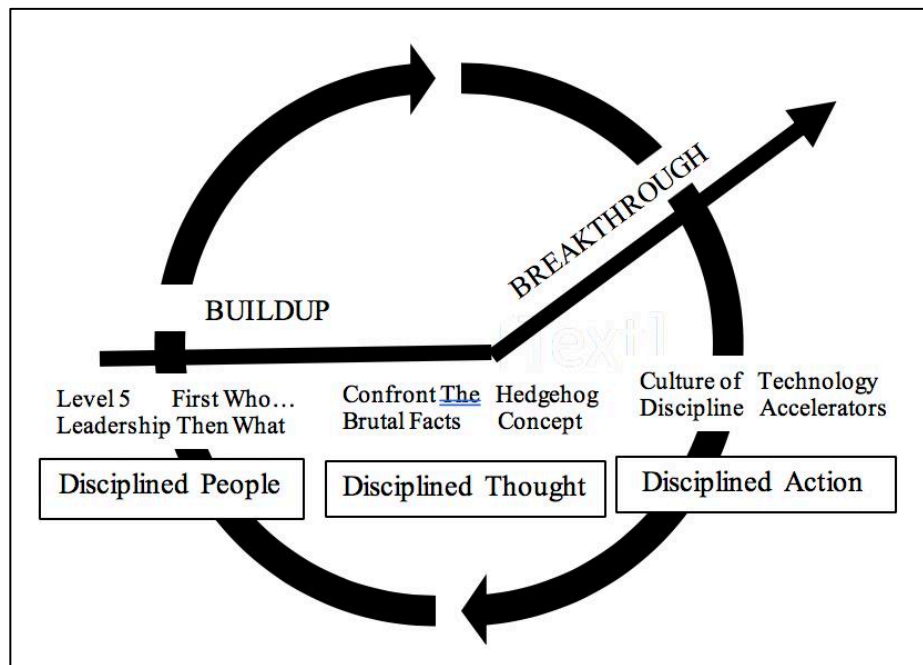 BREAKTHROUGH
BUILDUP
Level 5 First Who...
Leadership Then What
Confront The
Brutal Facts
Hedgehog
Concept
Culture of
Discipline
Technology
Accelerators
Disciplined People
Disciplined Thought
Disciplined Action